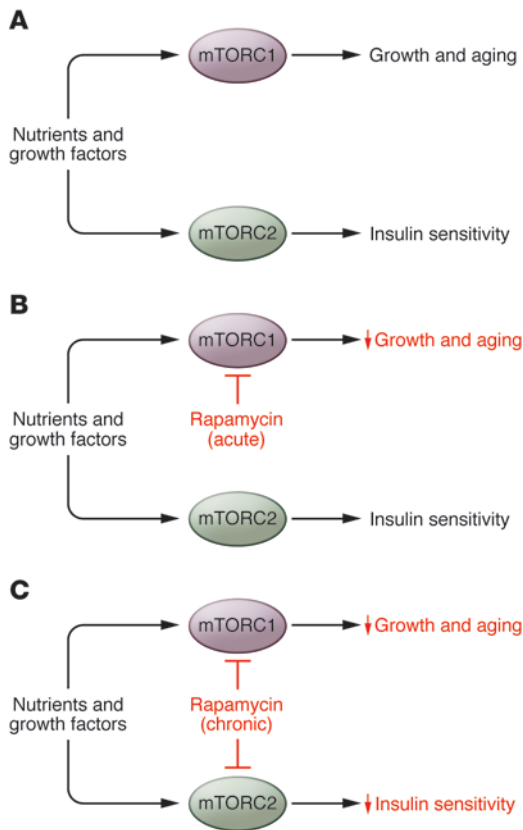 A
mTORC1
Growth and aging
Nutrients and
growth factors
mTORC2
Insulin sensitivity
B
mTORC1
Growth and aging
Nutrients and
growth factors
Rapamycin
(acute)
mTORC2
Insulin sensitivity
C
mTORC1
Growth and aging
Nutrients and
growth factors
Rapamycin
(chronic)
mTORC2
Insulin sensitivity